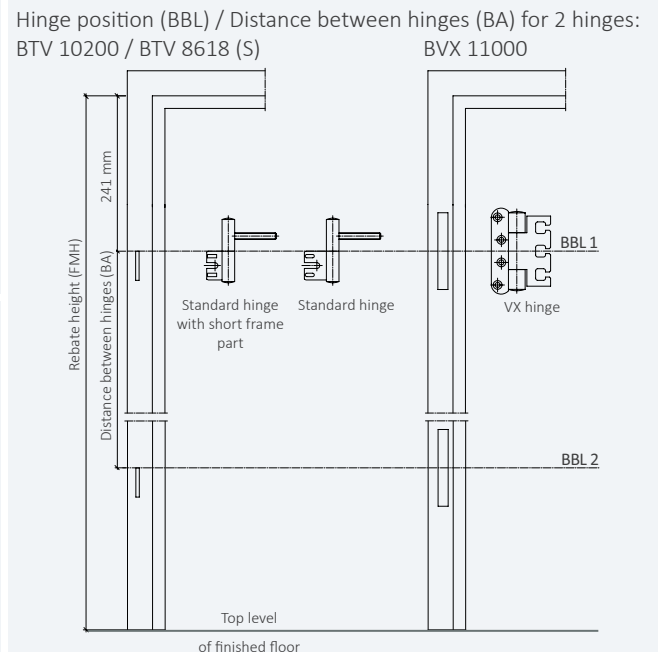 Hinge position (BBL) / Distance between hinges (BA) for 2 hinges:
BTV 10200 / BTV 8618 (S) BVX 11000
241 mm
Rebate height (FMH)
Distance between hinges (BA)
BBL 1
Standard hinge
with short frame
part
Standard hinge
VX hinge
BBL 2
Top level
of finished floor